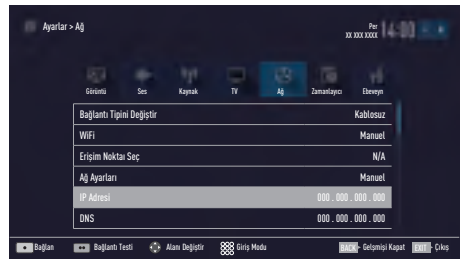 Ayarlar > Ağ
Per
XX XXX XXXX
14:00
Görüntü Ses Kaynak TV Ağ Zamanlayıcı Ebeveyn
Bağlantı Tipini Değiştir Kablosuz
WiFi Manuel
Erişim Noktaı Seç N/A
Ağ Ayarları Manuel
IP Adresi 000 . 000 . 000 . 000
DNS 000 . 000 . 000 . 000
Bağlan Bağlantı Testi Alanı Değiştir Giriş Modu BACK - Gelşmişi Kapat EXIT - Çıkış